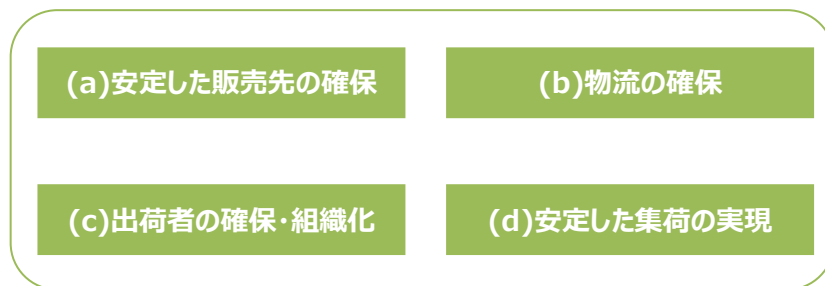 (a)安定した販売先の確保
(b)物流の確保
(c)出荷者の確保・組織化
(d)安定した集荷の実現